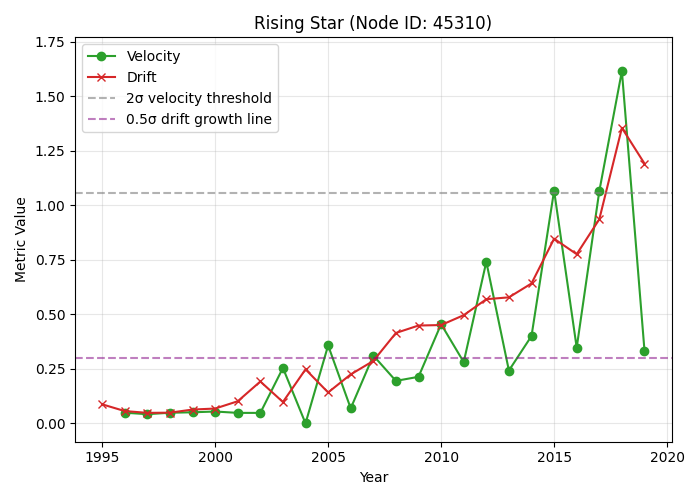 Rising Star (Node ID: 45310)
Velocity
Drift
2σ velocity threshold
0.5σ drift growth line
Metric Value
1.75
1.50
1.25
1.00
0.75
0.50
0.25
0.00
1995 2000 2005 2010 2015 2020
Year